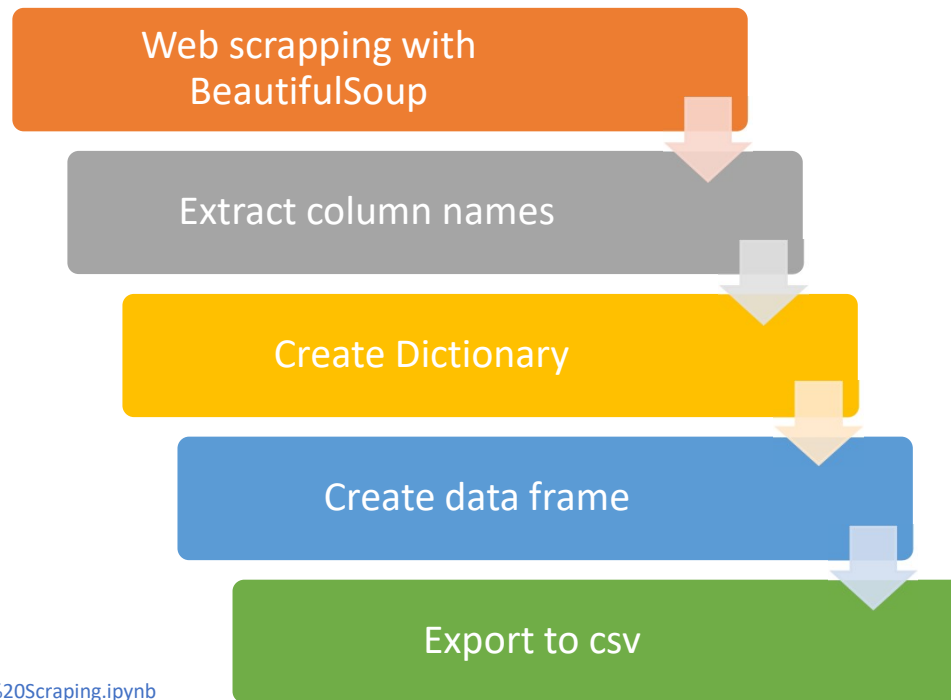 Web scrapping with
BeautifulSoup
Extract column names
Create Dictionary
Create data frame
Export to csv
%20Scraping.ipynb